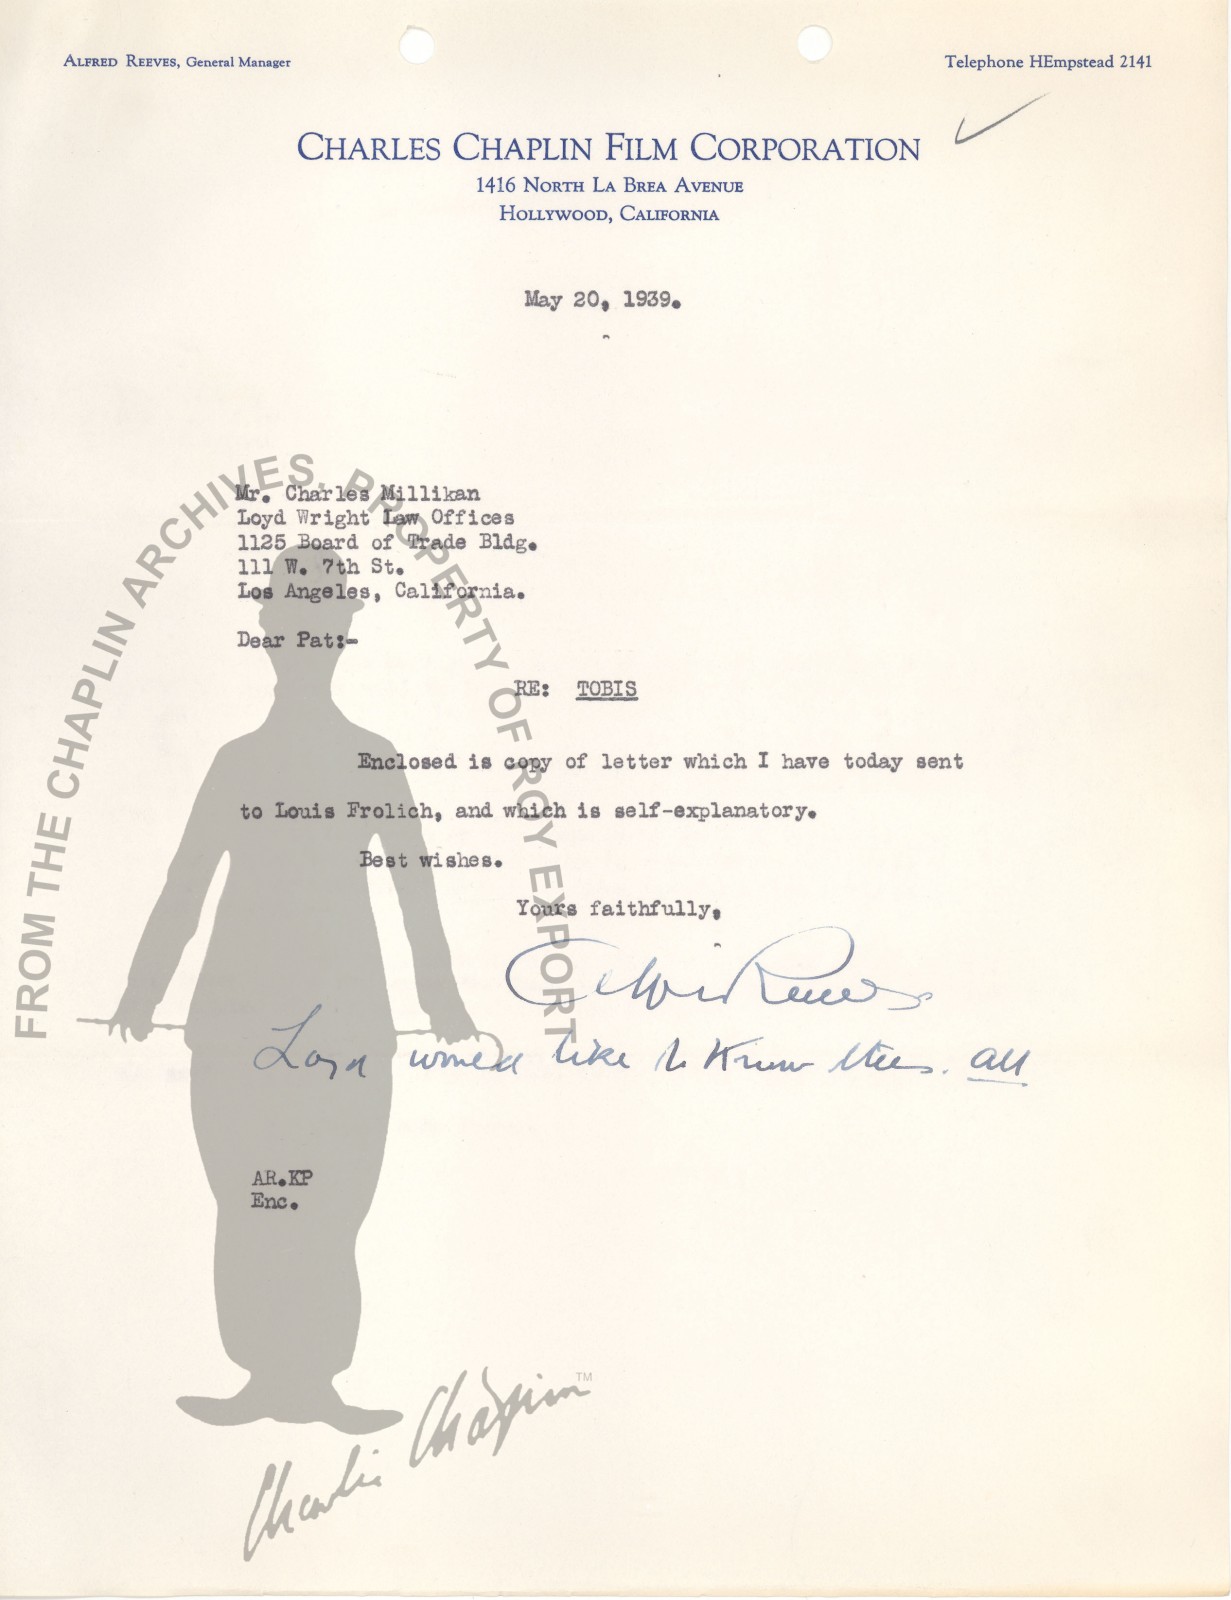 ALFRED REEVES, General Manager
Telephone HEmpstead 2141
CHARLES CHAPLIN FILM CORPORATION
1416 NORTH LA BREA AVENUE
HOLLYWOOD, CALIFORNIA
May 20, 1939.
Mr. Charles Millikan
Loyd Wright Law Offices
1125 Board of Trade Bldg.
111 W. 7th St.
Los Angeles, California.
Dear Pat:-
RE: TOBIS
Enclosed is copy of letter which I have today sent
to Louis Frolich, and which is self-explanatory.
Best wishes.
Yours faithfully,
Alfred Reeves
Loyd would like to know this. all
AR.KP
Enc.
FROM THE CHAPLIN ARCHIVES, PROPERTY OF ROY EXPORT
Charlie Chaplin TM